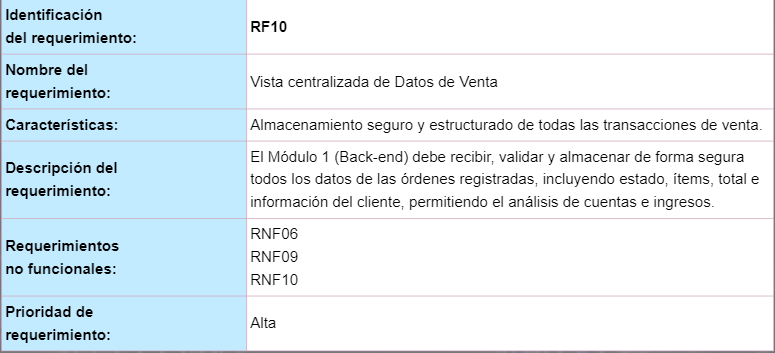 Identificación
del requerimiento:
RF10
Nombre del
requerimiento:
Vista centralizada de Datos de Venta
Características:
Almacenamiento seguro y estructurado de todas las transacciones de venta.
Descripción del
requerimiento:
El Módulo 1 (Back-end) debe recibir, validar y almacenar de forma segura
todos los datos de las órdenes registradas, incluyendo estado, ítems, total e
información del cliente, permitiendo el análisis de cuentas e ingresos.
Requerimientos
no funcionales:
RNF06
RNF09
RNF10
Prioridad de
requerimiento:
Alta